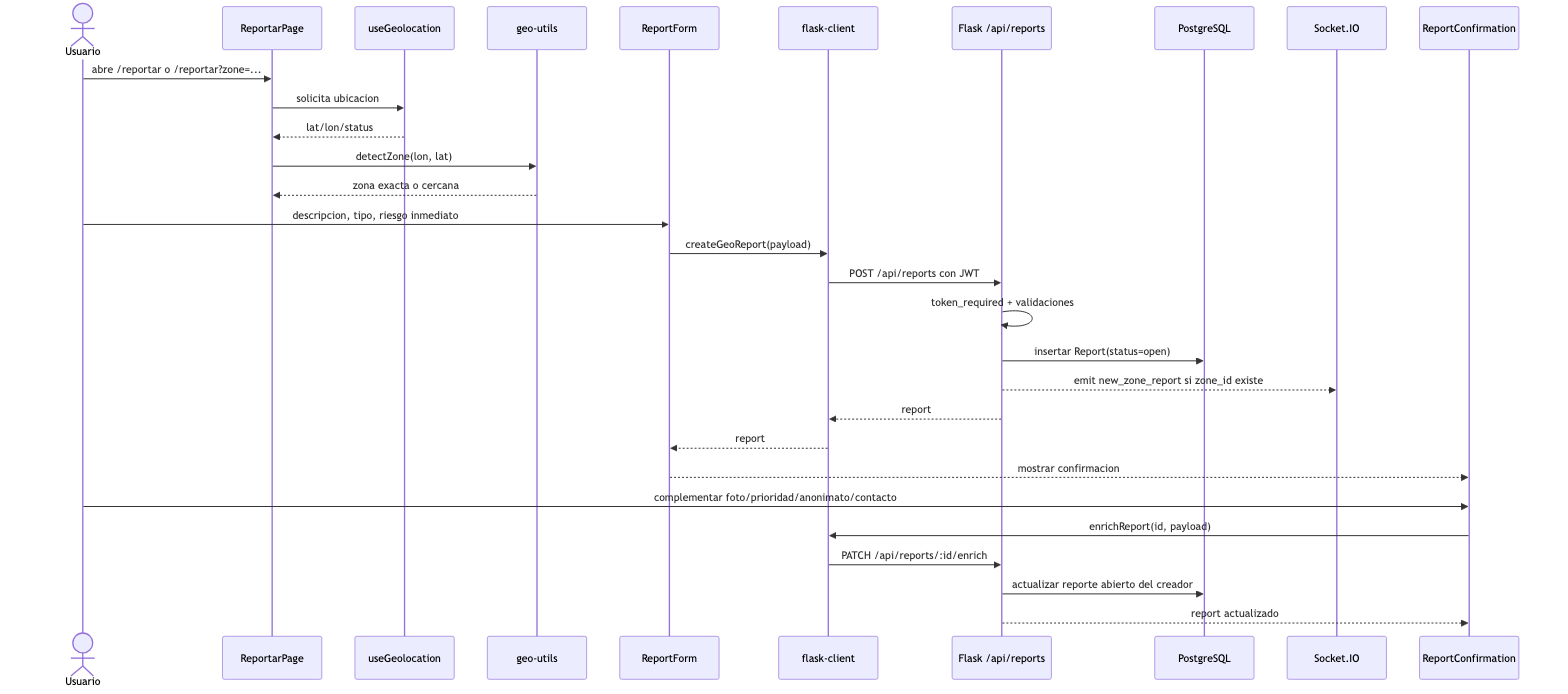 Usuario
ReportarPage
useGeolocation
geo-utils
ReportForm
flask-client
Flask /api/reports
PostgreSQL
Socket.IO
ReportConfirmation
abre /reportar o /reportar?zone=...
solicita ubicacion
lat/lon/status
detectZone(lon, lat)
zona exacta o cercana
descripcion, tipo, riesgo inmediato
createGeoReport(payload)
POST /api/reports con JWT
token_required + validaciones
insertar Report(status=open)
emit new_zone_report si zone_id existe
report
report
mostrar confirmacion
complementar foto/prioridad/anonimato/contacto
enrichReport(id, payload)
PATCH /api/reports/:id/enrich
actualizar reporte abierto del creador
report actualizado
Usuario
ReportarPage
useGeolocation
geo-utils
ReportForm
flask-client
Flask /api/reports
PostgreSQL
Socket.IO
ReportConfirmation